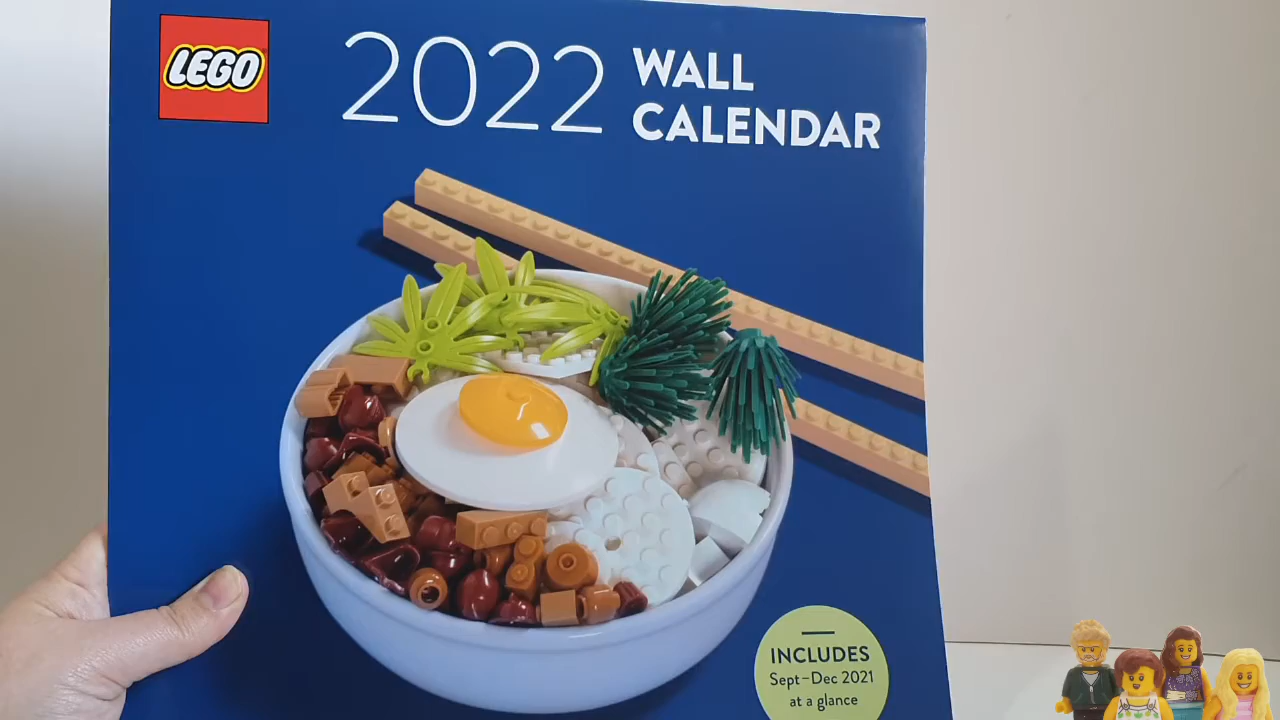 LEGO
2022
WALL
CALENDAR
INCLUDES
Sept–Dec 2021
at a glance